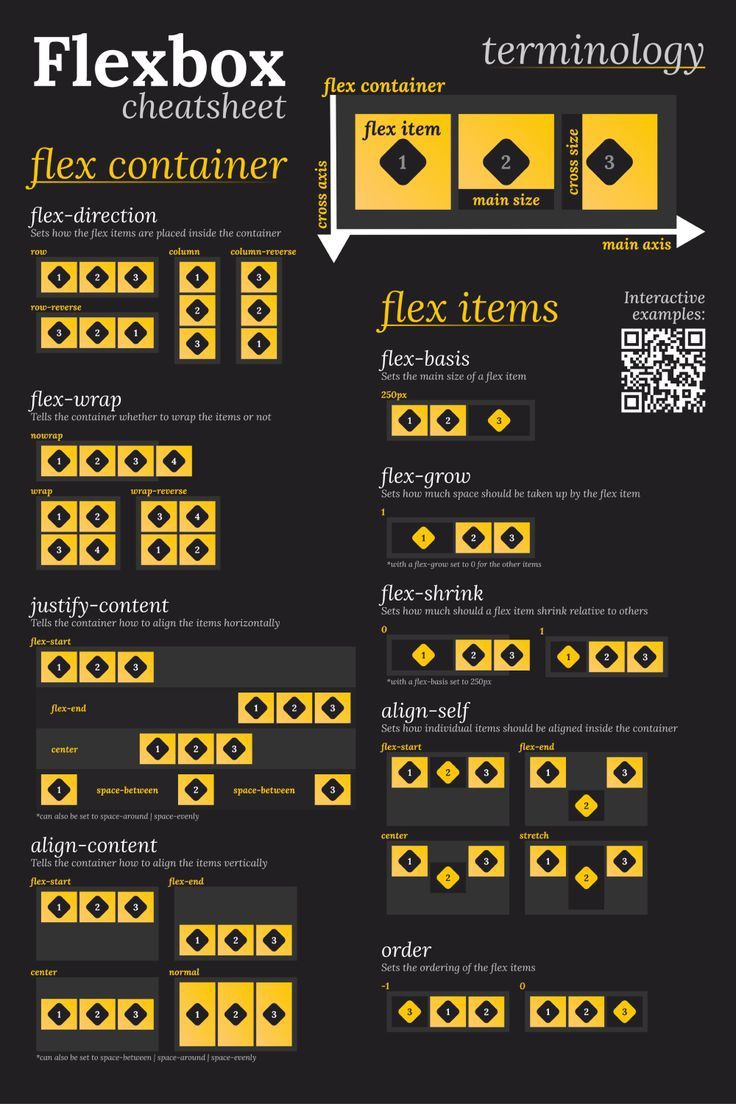 Flexbox
cheatsheet
terminology
flex container
flex item
1
2
3
main size
cross size
cross axis
main axis
flex container
flex-direction
Sets how the flex items are placed inside the container
row
1 2 3
row-reverse
3 2 1
column
1
2
3
column-reverse
3
2
1
flex-wrap
Tells the container whether to wrap the items or not
nowrap
1 2 3 4
wrap
1 2
3 4
wrap-reverse
3 4
1 2
justify-content
Tells the container how to align the items horizontally
flex-start
1 2 3
flex-end 1 2 3
center 1 2 3
1 space-between 2 space-between 3
*can also be set to space-around | space-evenly
align-content
Tells the container how to align the items vertically
flex-start
1 2 3
flex-end
1 2 3
center
1 2 3
normal
1 2 3
*can also be set to space-between | space-around | space-evenly
flex items
Interactive
examples:
flex-basis
Sets the main size of a flex item
250px
1 2 3
flex-grow
Sets how much space should be taken up by the flex item
1
1 2 3
*with a flex-grow set to 0 for the other items
flex-shrink
Sets how much should a flex item shrink relative to others
0
1 2 3
1
1 2 3
*with a flex-basis set to 250px
align-self
Sets how individual items should be aligned inside the container
flex-start
1 2 3
flex-end
1 3
2
center
1 3
2
stretch
1 3
2
order
Sets the ordering of the flex items
-1
3 1 2
0
1 2 3